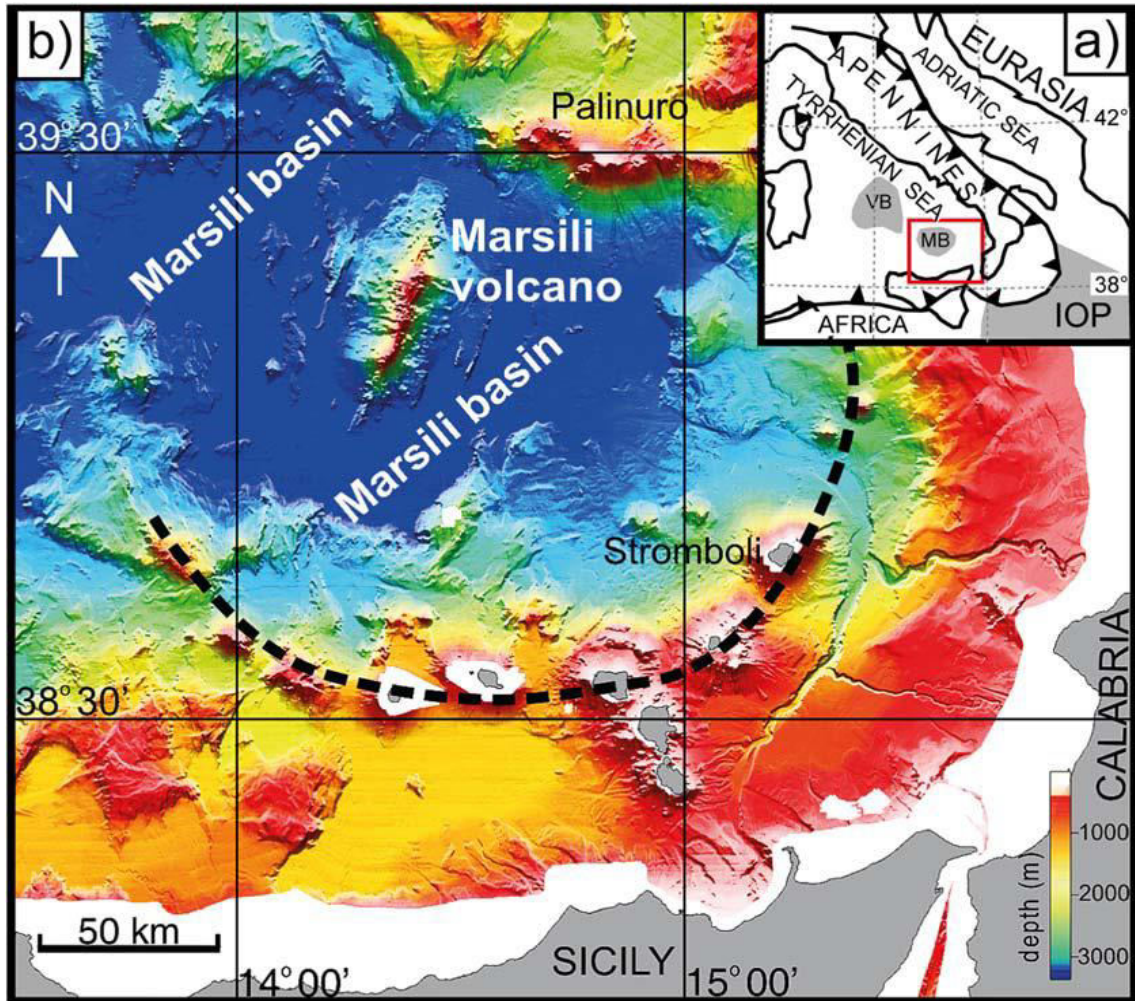 b)
a)
EURASIA
ADRIATIC SEA
APENNINES
TYRRHENIAN SEA
42°
VB
MB
38°
IOP
AFRICA
Palinuro
39°30'
N
Marsili basin
Marsili
volcano
Marsili basin
Stromboli
38°30'
CALABRIA
1000
2000
3000
depth (m)
50 km
SICILY
14°00'
15°00'